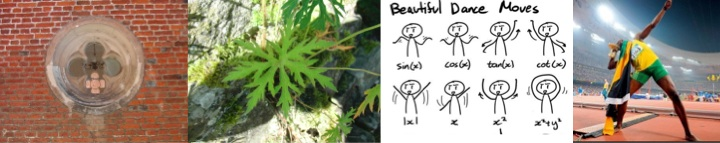 Beautiful Dance Moves
sin(x) cos(x) tan(x) cot(x)
|x| x x² x²+y²